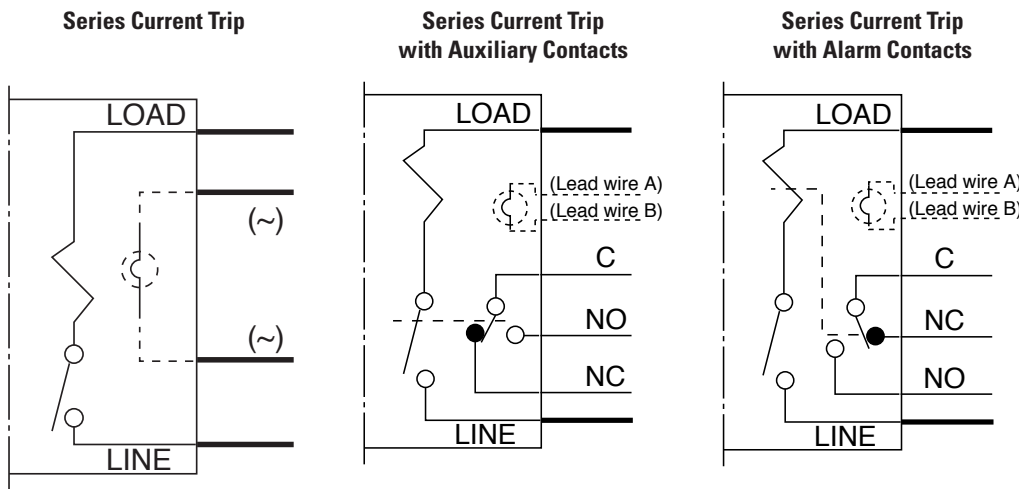 Series Current Trip
LOAD
(~)
(~)
LINE
Series Current Trip
with Auxiliary Contacts
LOAD
(Lead wire A)
(Lead wire B)
C
NO
NC
LINE
Series Current Trip
with Alarm Contacts
LOAD
(Lead wire A)
(Lead wire B)
C
NC
NO
LINE